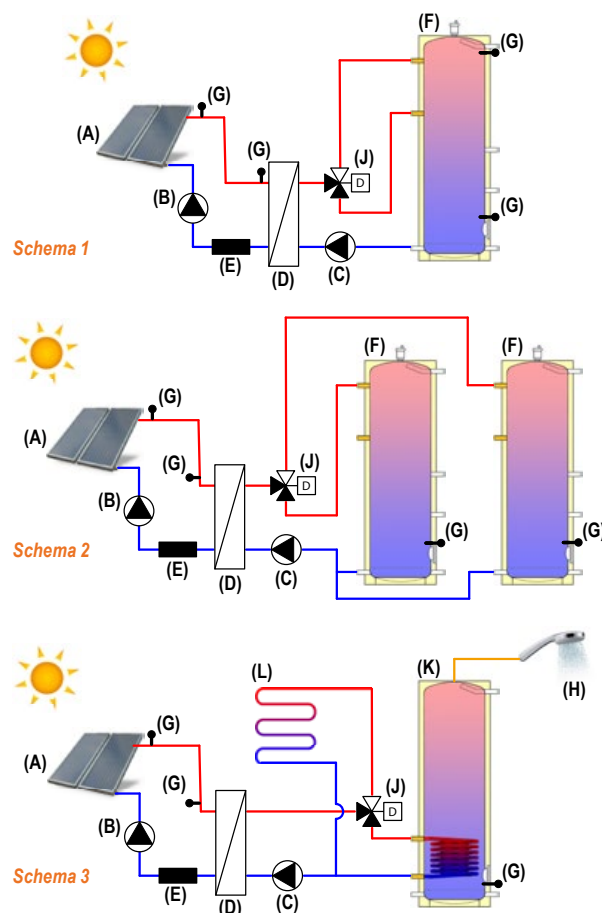 (F)
(G)
(G)
(A)
(G)
(J)
D
(B)
(G)
Schema 1
(E)
(D)
(C)
(F)
(F)
(G)
(A)
(G)
(J)
D
(B)
(G)
(G)
Schema 2
(E)
(D)
(C)
(L)
(K)
(H)
(G)
(A)
(G)
(J)
D
(B)
(G)
Schema 3
(E)
(D)
(C)